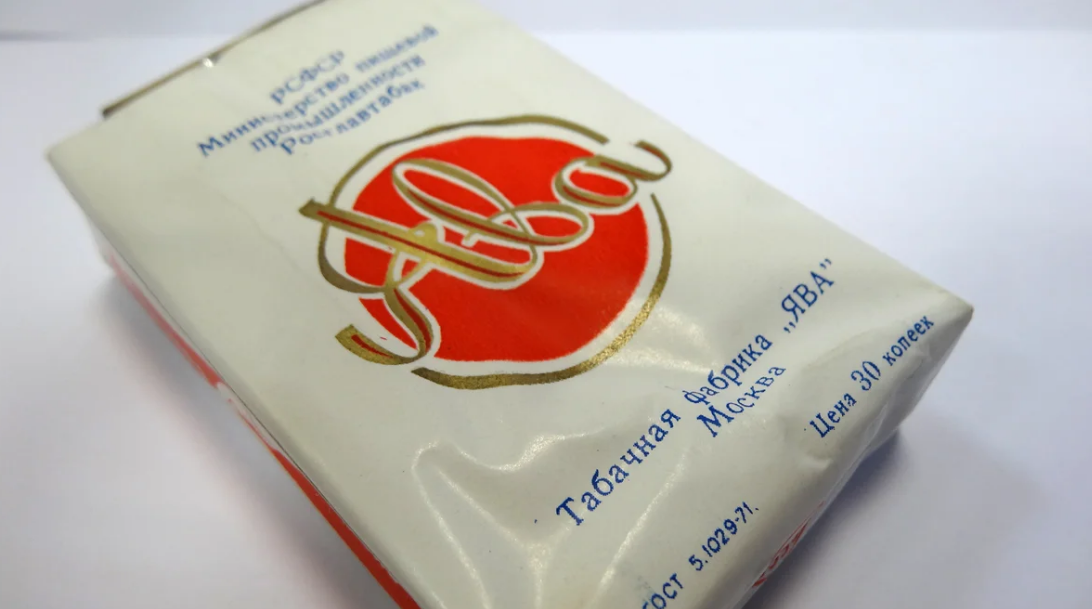 РСФСР
Министерство пищевой
промышленности
Росглавтабак
Ява
Табачная фабрика „ЯВА”
Москва
Цена 30 копеек
ГОСТ 5.1029-71.